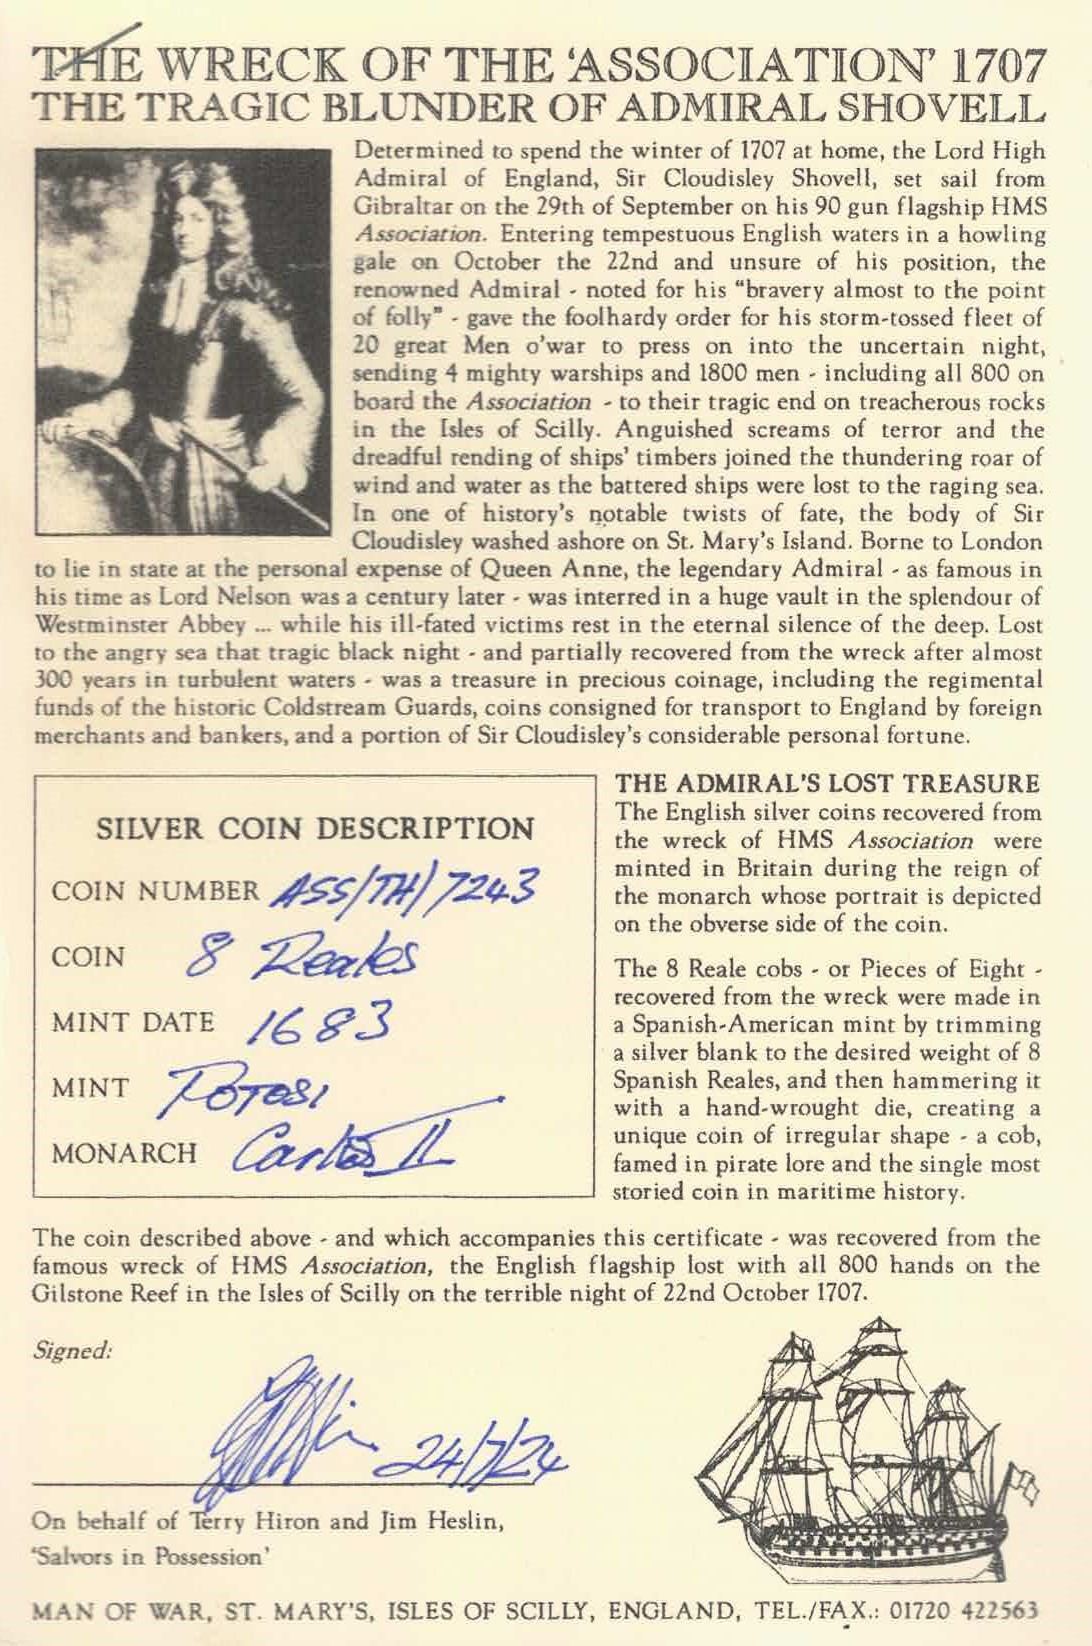 THE WRECK OF THE 'ASSOCIATION' 1707
THE TRAGIC BLUNDER OF ADMIRAL SHOVELL
Determined to spend the winter of 1707 at home, the Lord High
Admiral of England, Sir Cloudisley Shovell, set sail from
Gibraltar on the 29th of September on his 90 gun flagship HMS
Association. Entering tempestuous English waters in a howling
gale on October the 22nd and unsure of his position, the
renowned Admiral - noted for his "bravery almost to the point
of folly" - gave the foolhardy order for his storm-tossed fleet of
20 great Men o'war to press on into the uncertain night,
sending 4 mighty warships and 1800 men - including all 800 on
board the Association - to their tragic end on treacherous rocks
in the Isles of Scilly. Anguished screams of terror and the
dreadful rending of ships' timbers joined the thundering roar of
wind and water as the battered ships were lost to the raging sea.
In one of history's notable twists of fate, the body of Sir
Cloudisley washed ashore on St. Mary's Island. Borne to London
to lie in state at the personal expense of Queen Anne, the legendary Admiral - as famous in
his time as Lord Nelson was a century later - was interred in a huge vault in the splendour of
Westminster Abbey ... while his ill-fated victims rest in the eternal silence of the deep. Lost
to the angry sea that tragic black night - and partially recovered from the wreck after almost
300 years in turbulent waters - was a treasure in precious coinage, including the regimental
funds of the historic Coldstream Guards, coins consigned for transport to England by foreign
merchants and bankers, and a portion of Sir Cloudisley's considerable personal fortune.
SILVER COIN DESCRIPTION
COIN NUMBER ASS/TH/7243
COIN 8 Reales
MINT DATE 1683
MINT POTOSI
MONARCH Carlos II
THE ADMIRAL'S LOST TREASURE
The English silver coins recovered from
the wreck of HMS Association were
minted in Britain during the reign of
the monarch whose portrait is depicted
on the obverse side of the coin.
The 8 Reale cobs - or Pieces of Eight -
recovered from the wreck were made in
a Spanish-American mint by trimming
a silver blank to the desired weight of 8
Spanish Reales, and then hammering it
with a hand-wrought die, creating a
unique coin of irregular shape - a cob,
famed in pirate lore and the single most
storied coin in maritime history.
The coin described above - and which accompanies this certificate - was recovered from the
famous wreck of HMS Association, the English flagship lost with all 800 hands on the
Gilstone Reef in the Isles of Scilly on the terrible night of 22nd October 1707.
Signed:
24/7/24
On behalf of Terry Hiron and Jim Heslin,
'Salvors in Possession'
MAN OF WAR, ST. MARY'S, ISLES OF SCILLY, ENGLAND, TEL./FAX.: 01720 422563